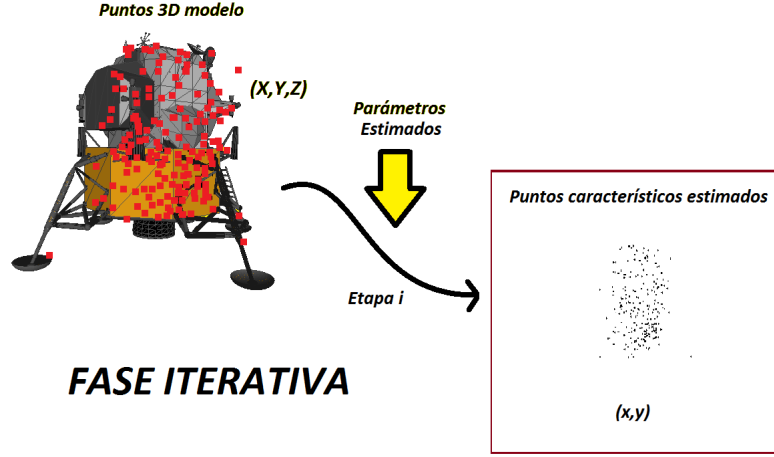 Puntos 3D modelo
(X,Y,Z)
Parámetros
Estimados
Puntos característicos estimados
Etapa i
FASE ITERATIVA
(x,y)